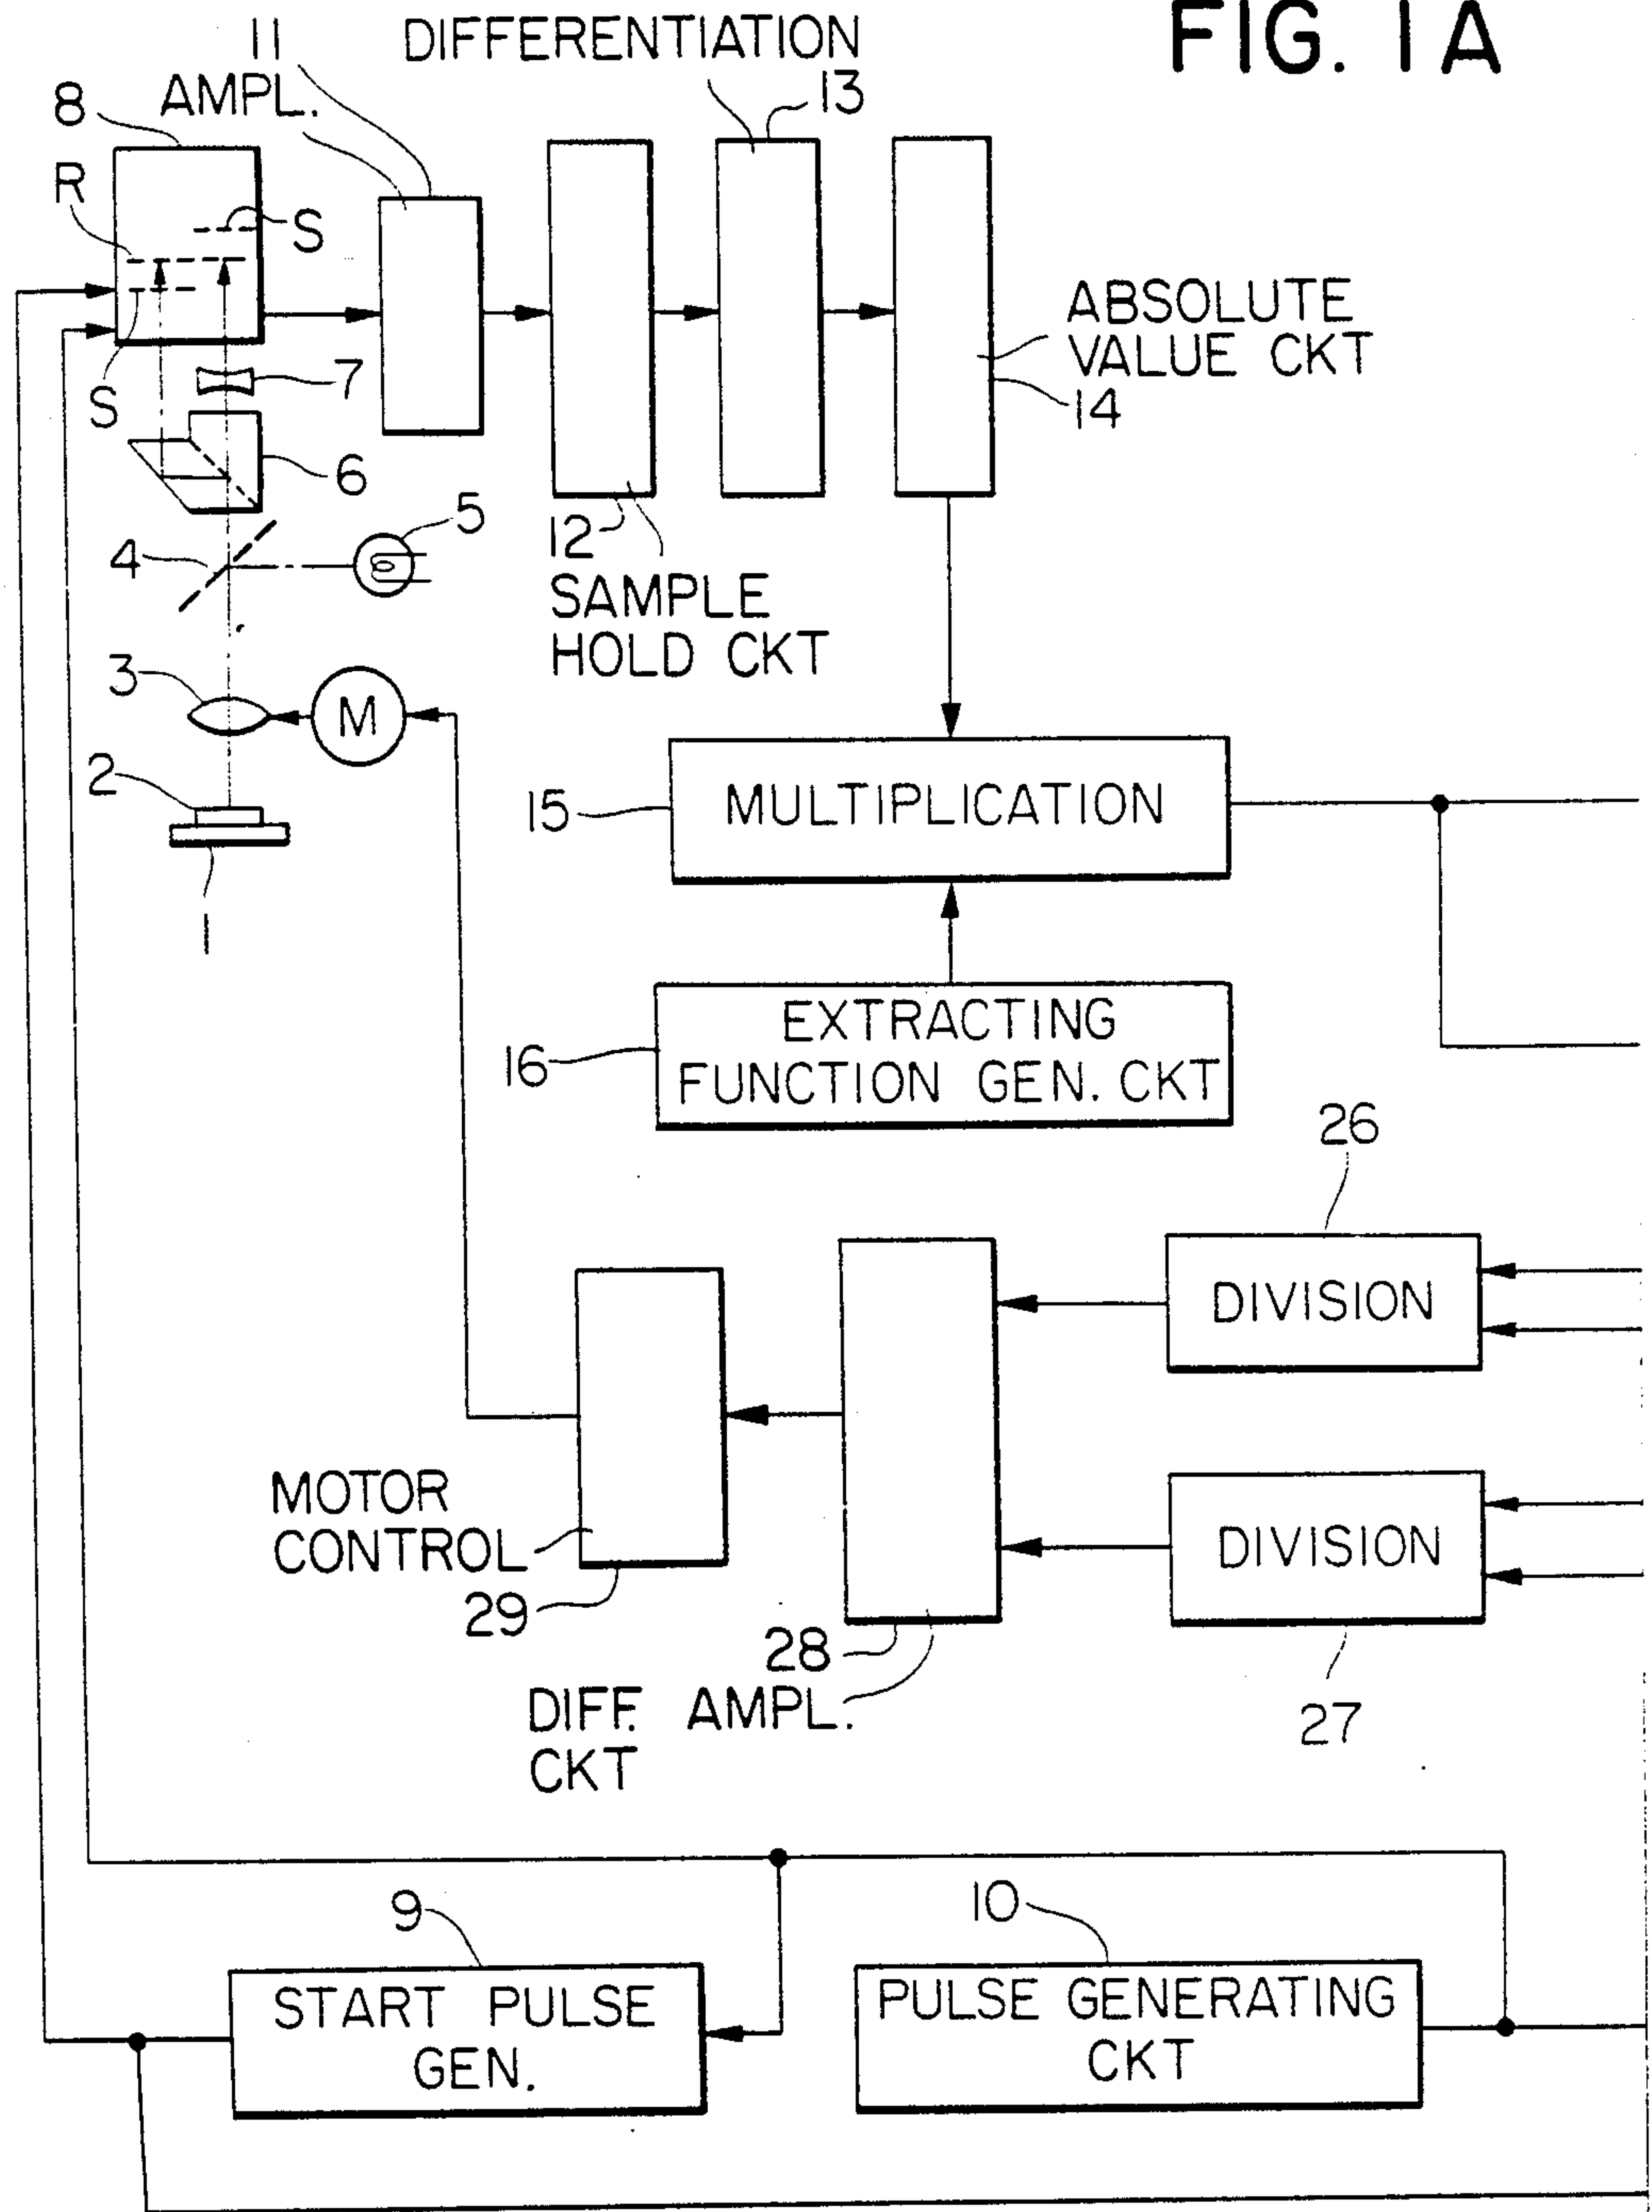 FIG. 1A
11
DIFFERENTIATION
AMPL.
13
8
R
S
S
ABSOLUTE
VALUE CKT
14
7
6
5
12
4
SAMPLE
HOLD CKT
3
M
2
15
MULTIPLICATION
1
EXTRACTING
16
FUNCTION GEN. CKT
26
DIVISION
MOTOR
CONTROL
DIVISION
29
28
DIFF. AMPL.
CKT
27
9
10
START PULSE
GEN.
PULSE GENERATING
CKT